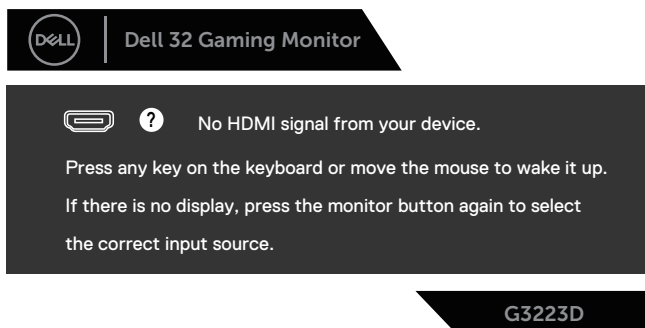 DELL
Dell 32 Gaming Monitor
? No HDMI signal from your device.
Press any key on the keyboard or move the mouse to wake it up.
If there is no display, press the monitor button again to select
the correct input source.
G3223D